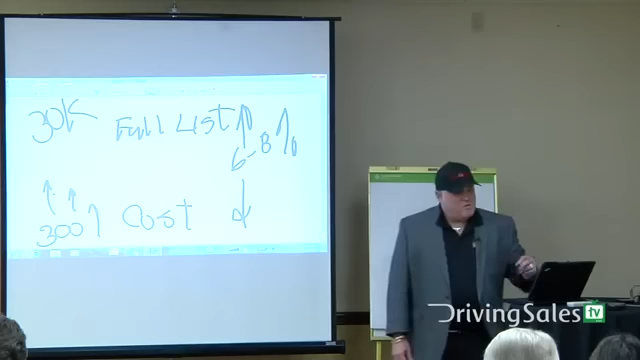 30K Full List ↑ 6-8%
300 ↑ Cost ↓
DrivingSales tv